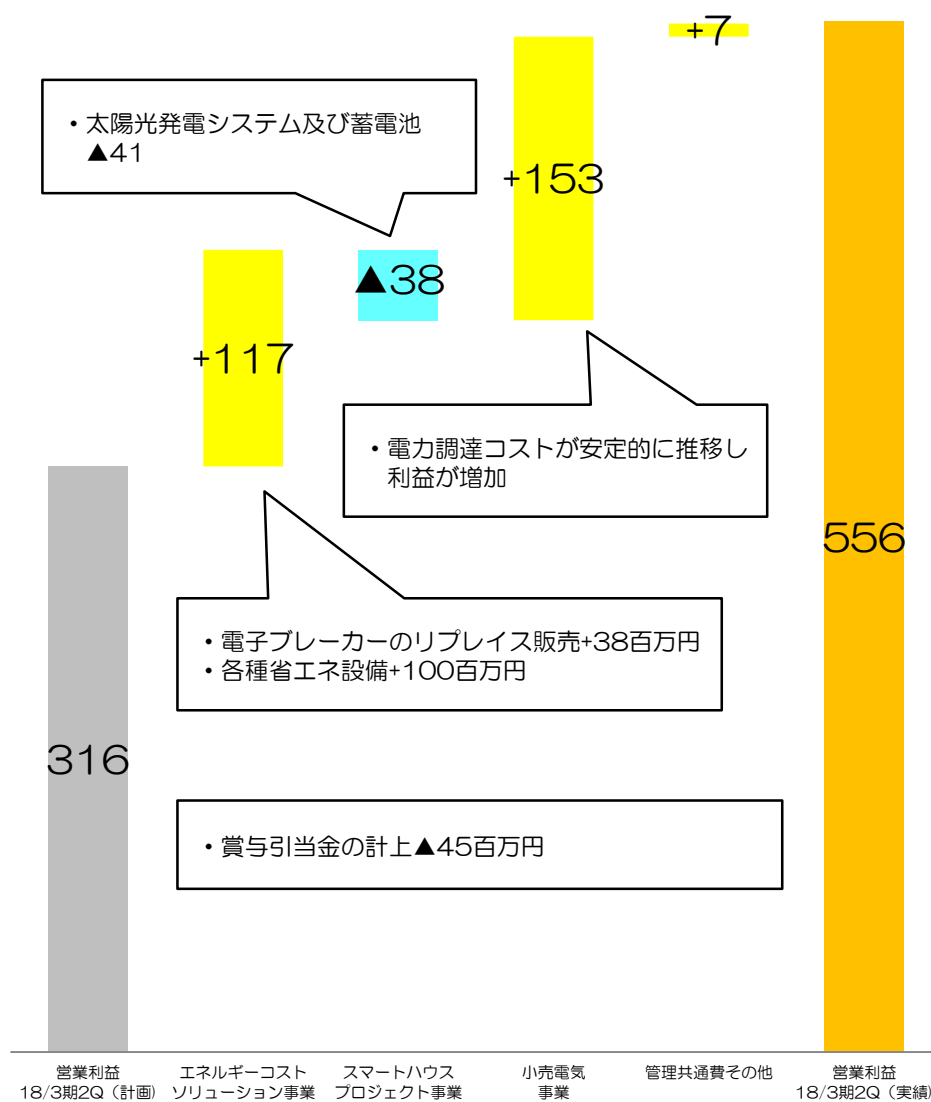 +7
・太陽光発電システム及び蓄電池
▲41
+153
▲38
+117
・電力調達コストが安定的に推移し
利益が増加
556
・電子ブレーカーのリプレイス販売+38百万円
・各種省エネ設備+100百万円
316
・賞与引当金の計上▲45百万円
営業利益
18/3期2Q（計画）
エネルギーコスト
ソリューション事業
スマートハウス
プロジェクト事業
小売電気
事業
管理共通費その他
営業利益
18/3期2Q（実績）